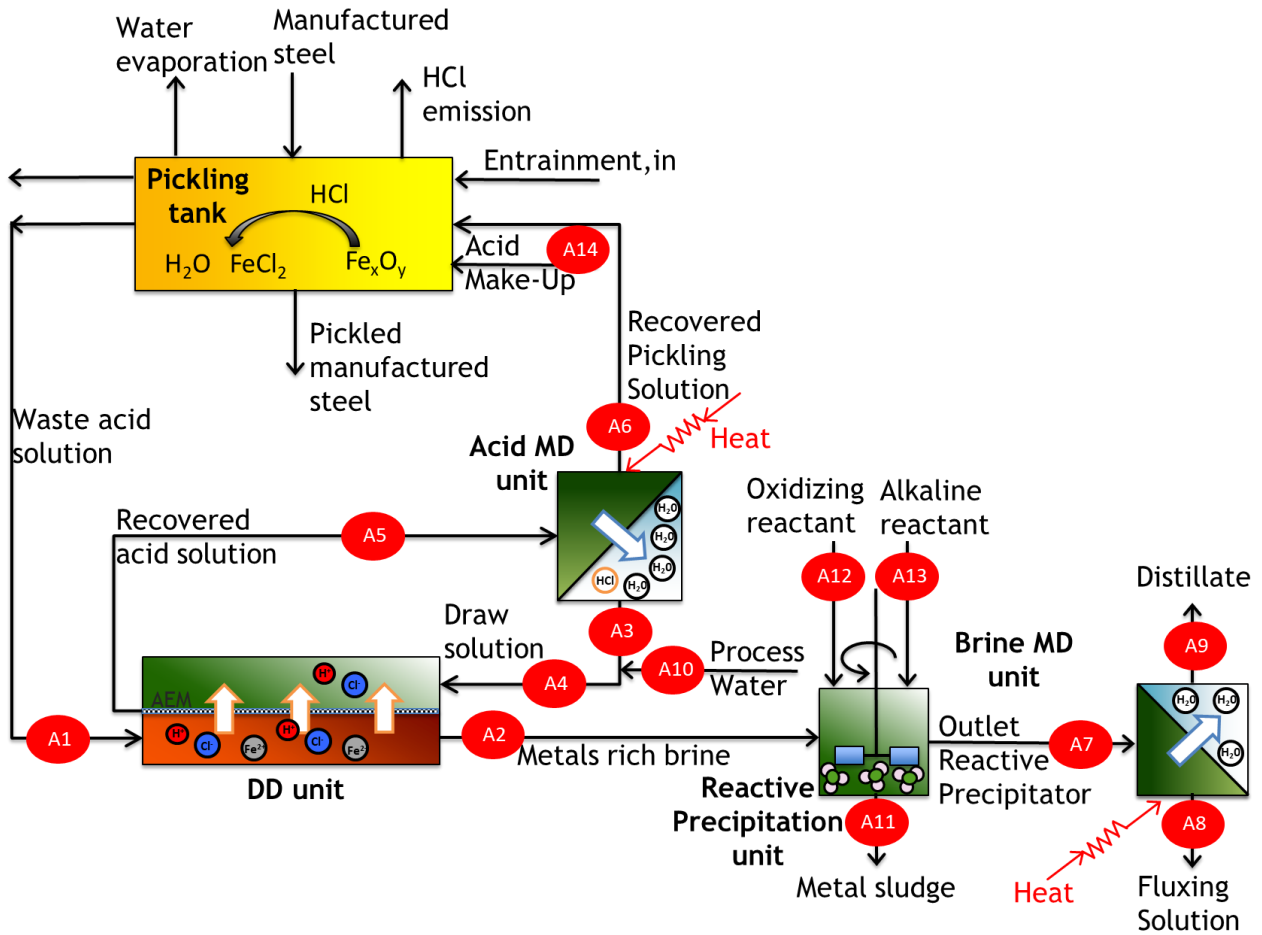 Water
evaporation
Manufactured
steel
HCl
emission
Entrainment,in
Pickling
tank
HCl
H₂O
FeCl₂
FeₓOᵧ
Acid
Make-Up
A14
Pickled
manufactured
steel
Recovered
Pickling
Solution
Waste acid
solution
A6
Heat
Acid MD
unit
Recovered
acid solution
A5
H₂O
H₂O
H₂O
HCl
H₂O
Oxidizing
reactant
Alkaline
reactant
A12
A13
Distillate
A3
Draw
solution
A4
A10
Process
Water
Brine MD
unit
A9
H⁺
Cl⁻
AEM
H⁺
Cl⁻
Fe²⁺
H⁺
Cl⁻
Fe²⁺
A1
DD unit
A2
Metals rich brine
Outlet
Reactive
Precipitator
A7
H₂O
H₂O
H₂O
Reactive
Precipitation
unit
A11
Metal sludge
A8
Heat
Fluxing
Solution